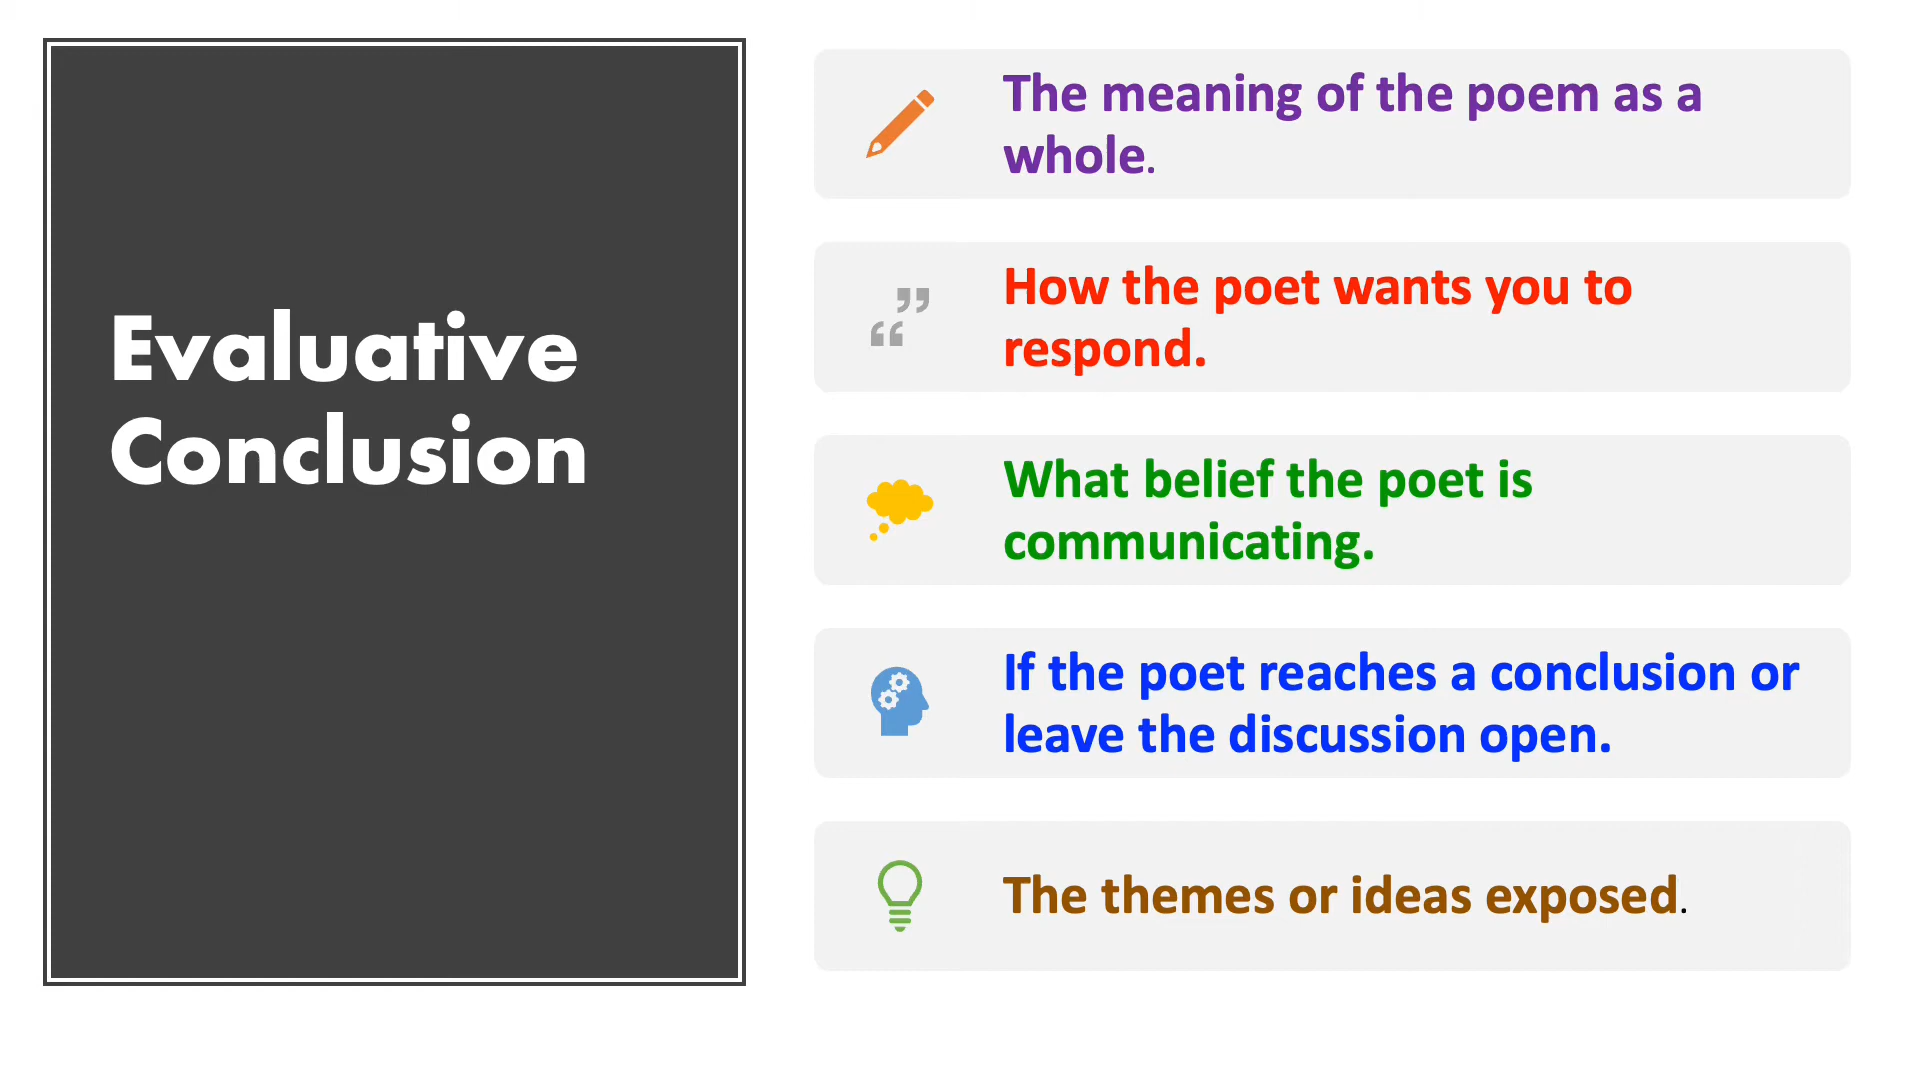 Evaluative
Conclusion
The meaning of the poem as a
whole.
How the poet wants you to
respond.
What belief the poet is
communicating.
If the poet reaches a conclusion or
leave the discussion open.
The themes or ideas exposed.